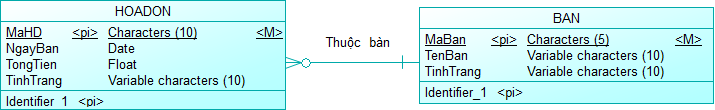 HOADON
MaHD <pi> Characters (10) <M>
NgayBan Date
TongTien Float
TinhTrang Variable characters (10)
Identifier_1 <pi>
Thuộc bàn
BAN
MaBan <pi> Characters (5) <M>
TenBan Variable characters (10)
TinhTrang Variable characters (10)
Identifier_1 <pi>